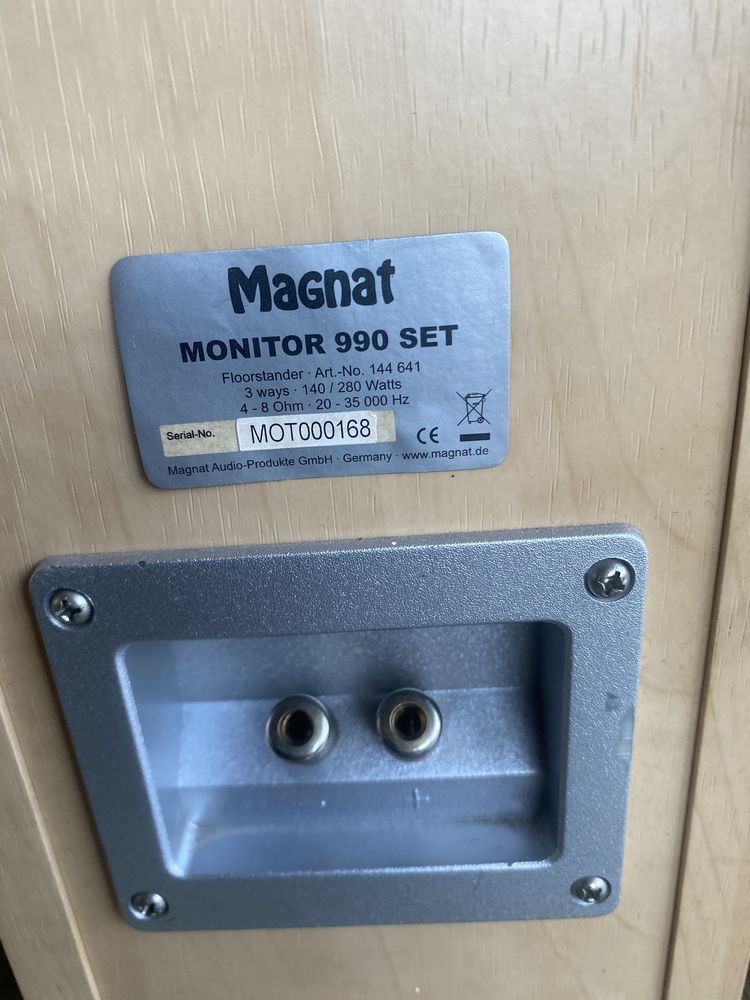 Magnat
MONITOR 990 SET
Floorstander · Art.-No. 144 641
3 ways · 140 / 280 Watts
4 - 8 Ohm · 20 - 35 000 Hz
Serial-No. MOT000168 CE
Magnat Audio-Produkte GmbH · Germany · www.magnat.de
- +